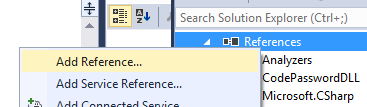 Search Solution Explorer (Ctrl+;)
References
Add Reference...
Analyzers
Add Service Reference...
CodePasswordDLL
Add Connected Service...
Microsoft.CSharp